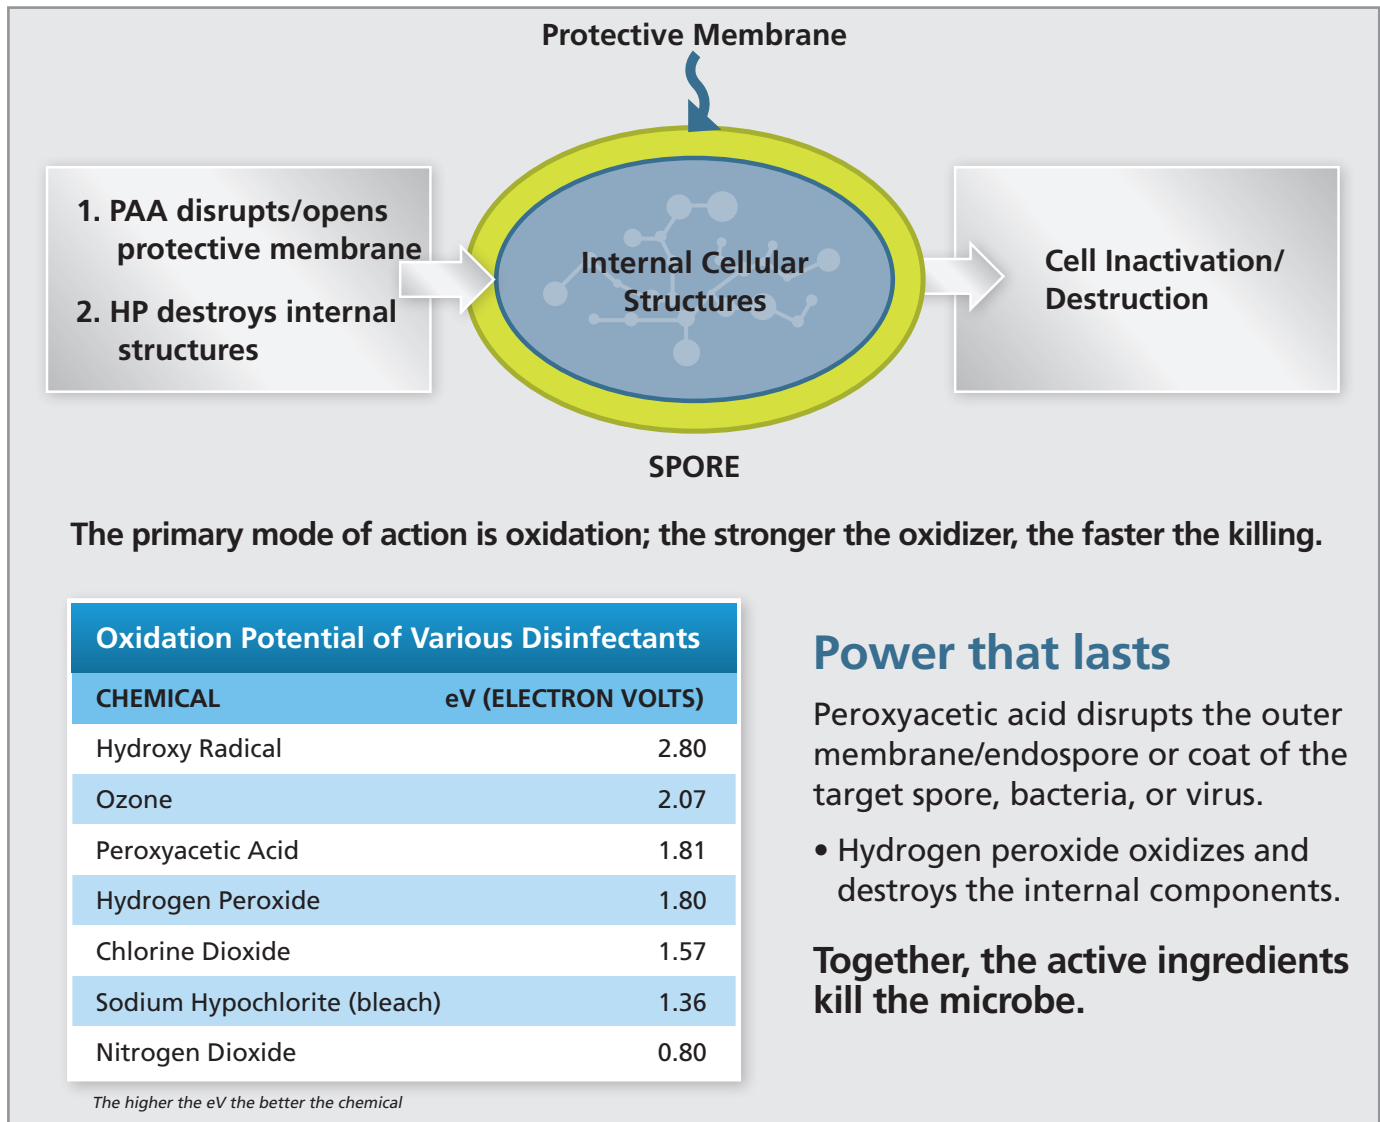 Protective Membrane
1. PAA disrupts/opens
protective membrane
2. HP destroys internal
structures
Internal Cellular
Structures
Cell Inactivation/
Destruction
SPORE
The primary mode of action is oxidation; the stronger the oxidizer, the faster the killing.
Oxidation Potential of Various Disinfectants
CHEMICAL eV (ELECTRON VOLTS)
Hydroxy Radical 2.80
Ozone 2.07
Peroxyacetic Acid 1.81
Hydrogen Peroxide 1.80
Chlorine Dioxide 1.57
Sodium Hypochlorite (bleach) 1.36
Nitrogen Dioxide 0.80
The higher the eV the better the chemical
Power that lasts
Peroxyacetic acid disrupts the outer
membrane/endospore or coat of the
target spore, bacteria, or virus.
• Hydrogen peroxide oxidizes and
destroys the internal components.
Together, the active ingredients
kill the microbe.